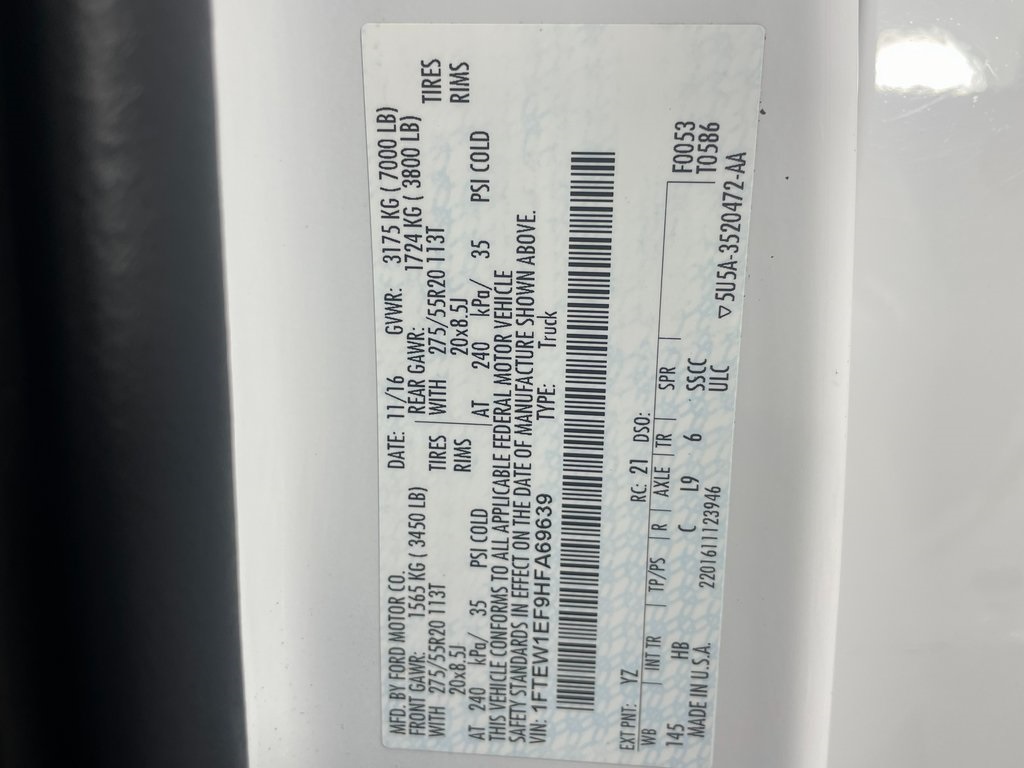 MFD. BY FORD MOTOR CO. DATE: 11/16 GVWR: 3175 KG ( 7000 LB)
FRONT GAWR: 1565 KG ( 3450 LB) REAR GAWR: 1724 KG ( 3800 LB)
WITH 275/55R20 113T TIRES WITH 275/55R20 113T TIRES
20x8.5J RIMS 20x8.5J RIMS
AT 240 kPa/ 35 PSI COLD AT 240 kPa/ 35 PSI COLD
THIS VEHICLE CONFORMS TO ALL APPLICABLE FEDERAL MOTOR VEHICLE
SAFETY STANDARDS IN EFFECT ON THE DATE OF MANUFACTURE SHOWN ABOVE.
VIN: 1FTEW1EF9HFA69639 TYPE: Truck
EXT PNT: YZ RC: 21 DSO:
WB INT TR TP/PS R AXLE TR SPR F0053
145 HB C L9 6 SSCC T0586
MADE IN U.S.A. 220161112 3946 ULC
▽5U5A-3520472-AA